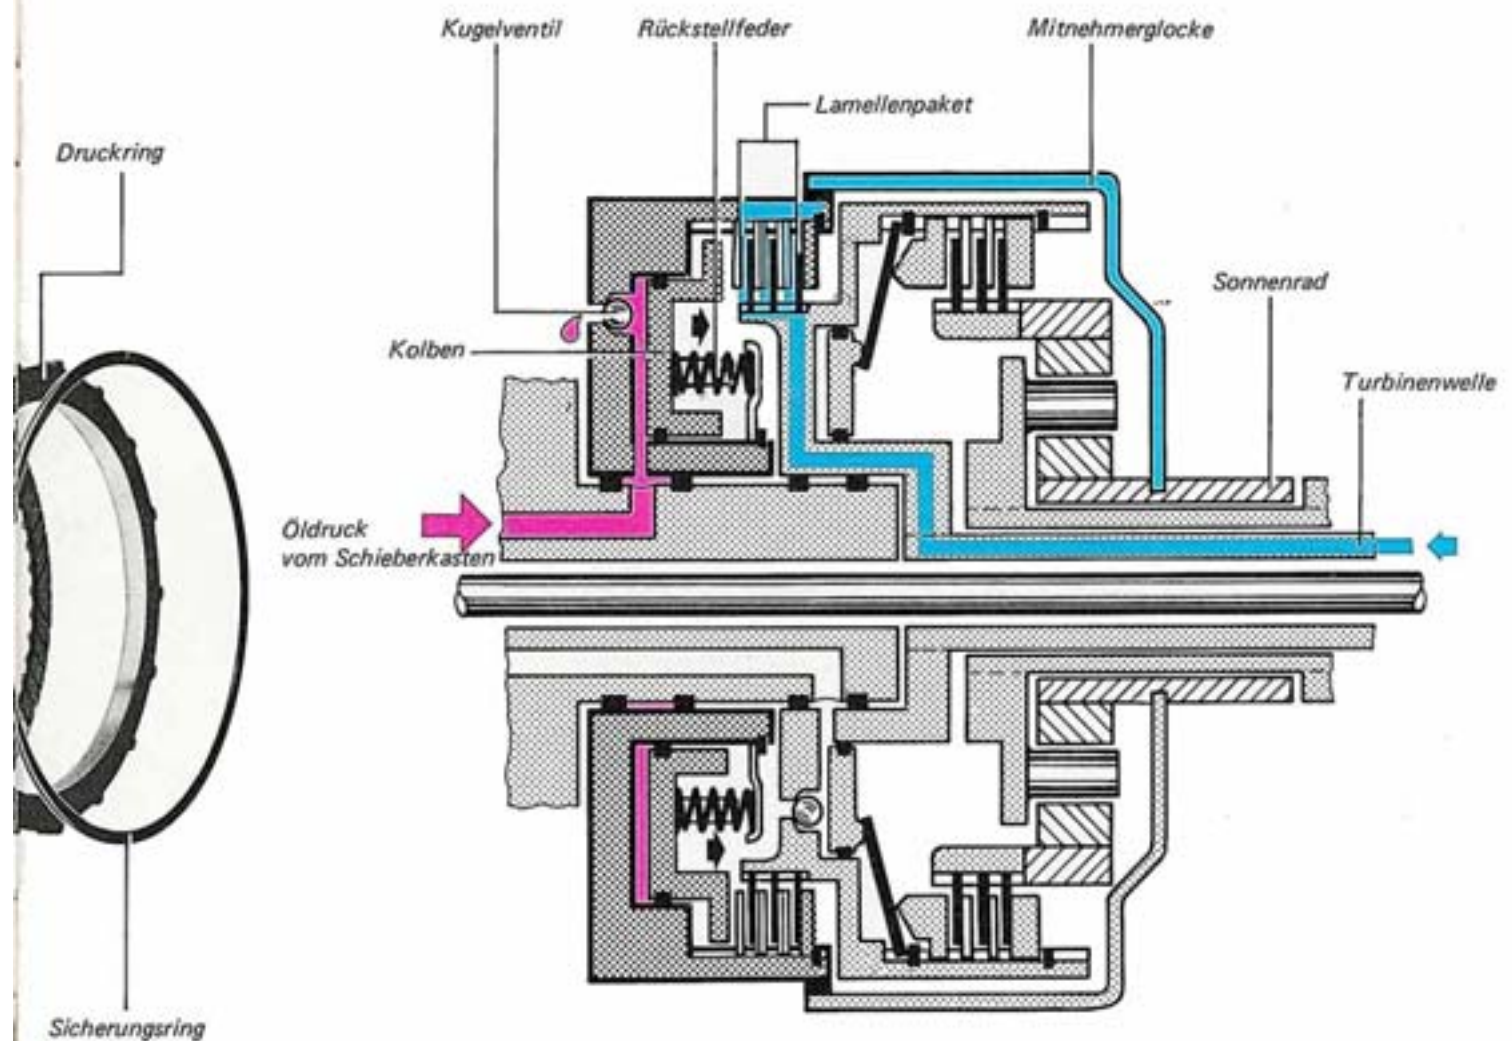 Kugelventil
Rückstellfeder
Mitnehmerglocke
Lamellenpaket
Druckring
Sonnenrad
Kolben
Turbinenwelle
Öldruck
vom Schieberkasten
Sicherungsring